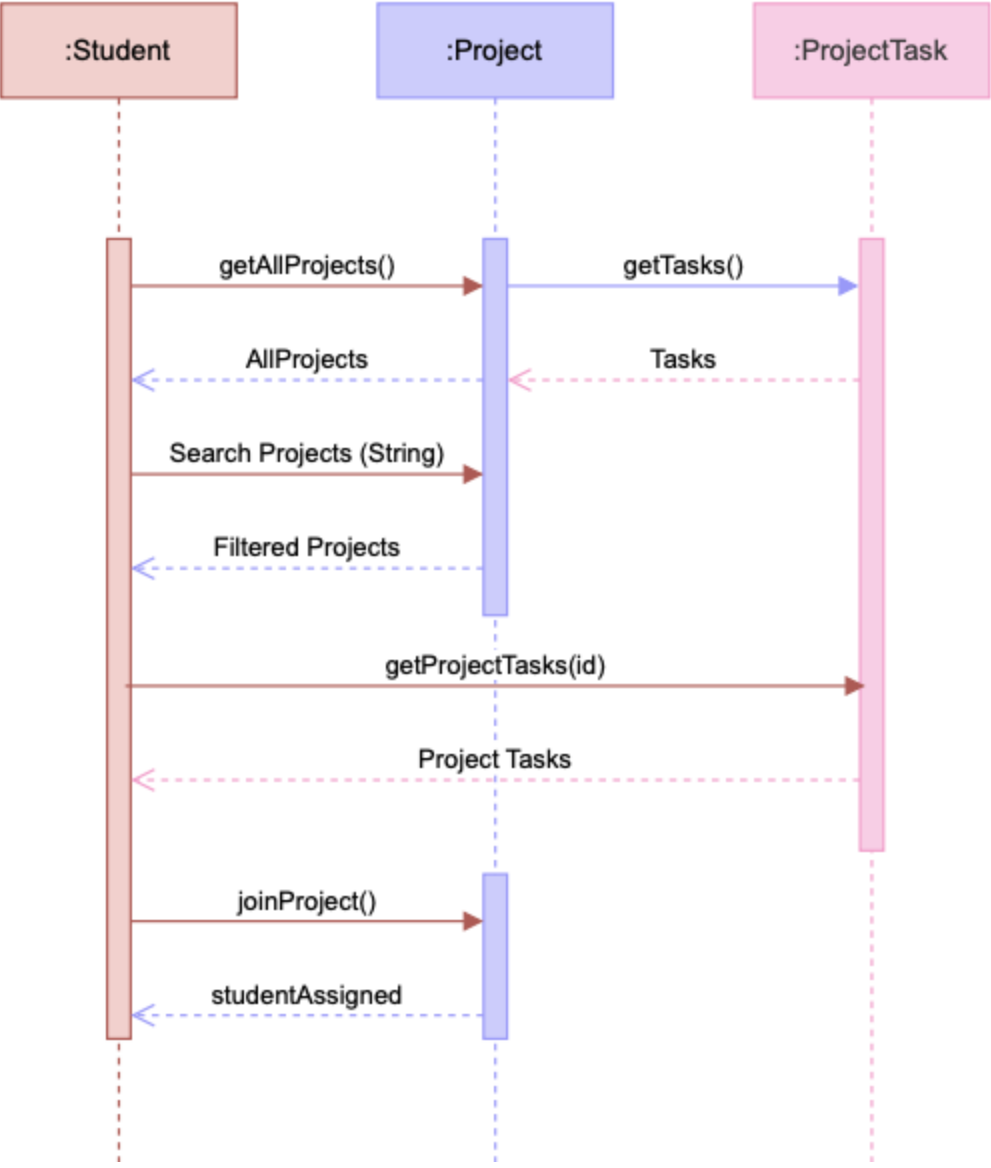 :Student
:Project
:ProjectTask
getAllProjects()
getTasks()
AllProjects
Tasks
Search Projects (String)
Filtered Projects
getProjectTasks(id)
Project Tasks
joinProject()
studentAssigned